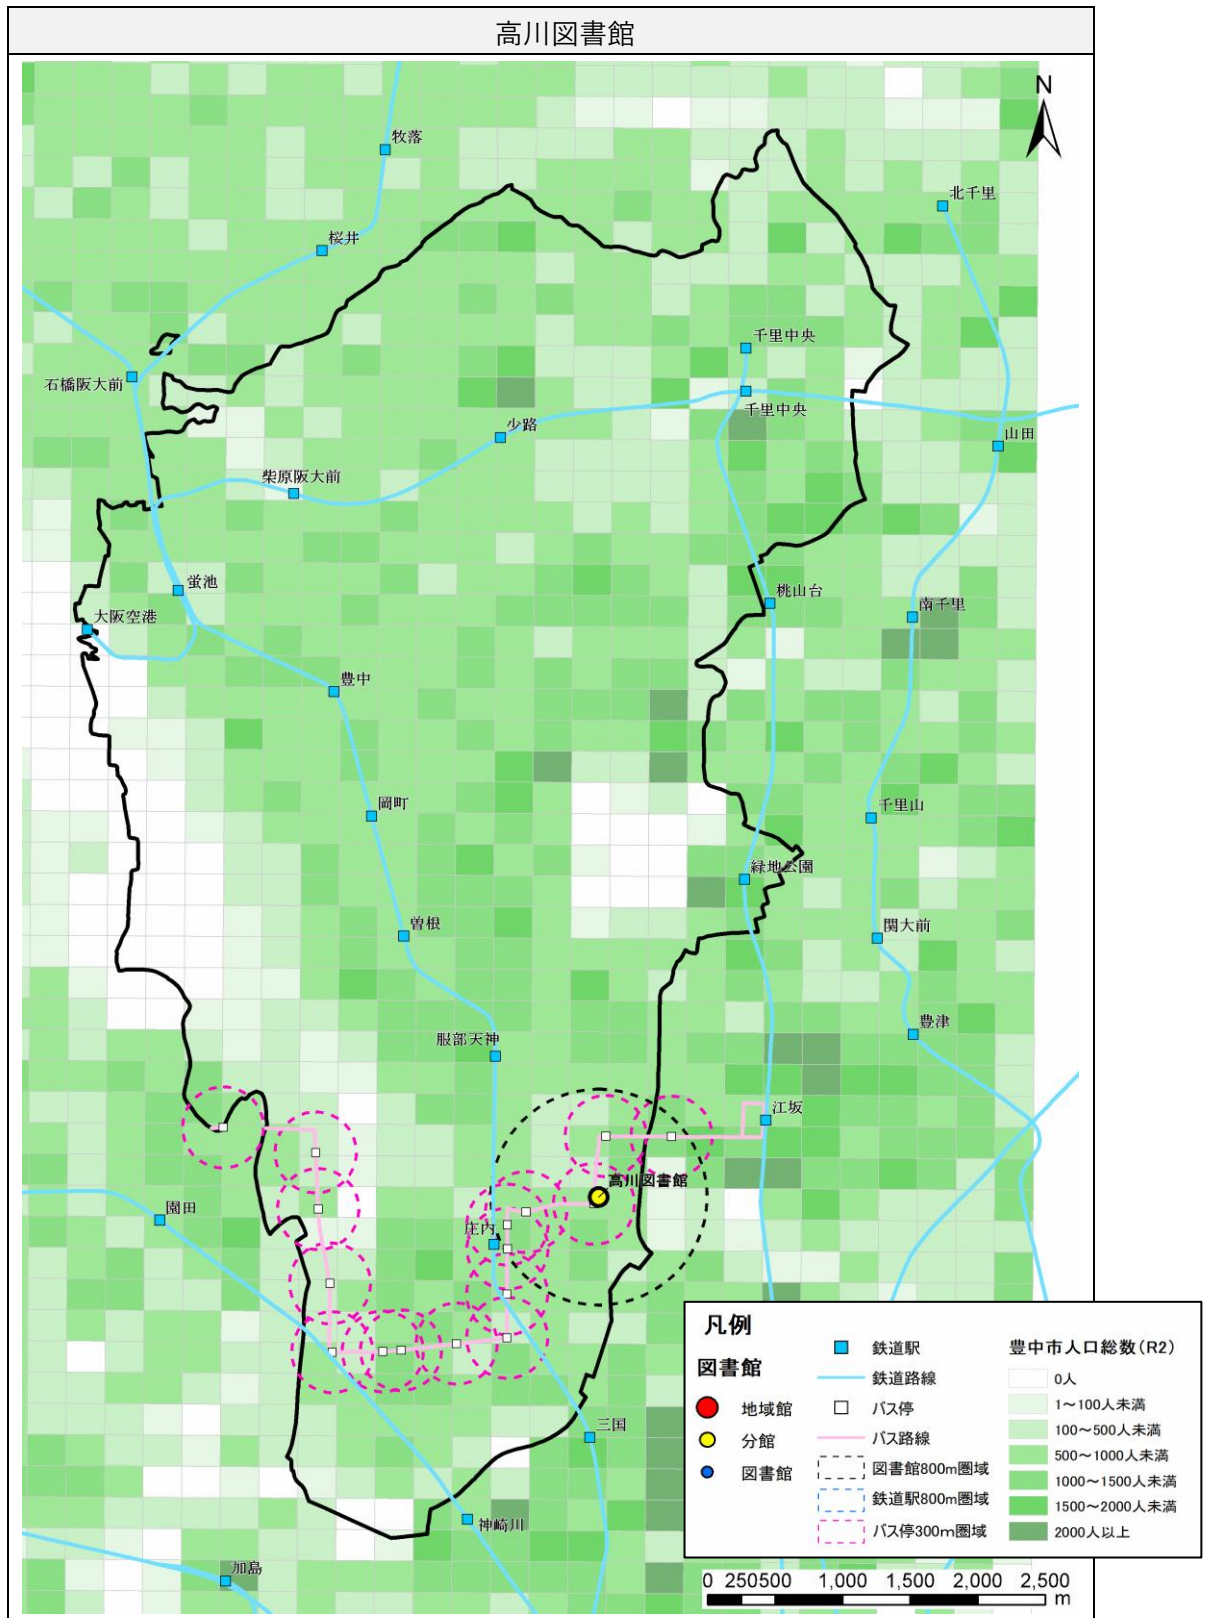 高川図書館
N
牧落
北千里
桜井
千里中央
石橋阪大前
千里中央
少路
山田
柴原阪大前
蛍池
桃山台
南千里
大阪空港
豊中
岡町
千里山
緑地公園
曽根
関大前
豊津
服部天神
江坂
高川図書館
園田
庄内
三国
神崎川
加島
凡例
図書館
地域館
分館
図書館
鉄道駅
鉄道路線
バス停
バス路線
図書館800m圏域
鉄道駅800m圏域
バス停300m圏域
豊中市人口総数(R2)
0人
1～100人未満
100～500人未満
500～1000人未満
1000～1500人未満
1500～2000人未満
2000人以上
0 250500 1,000 1,500 2,000 2,500
m